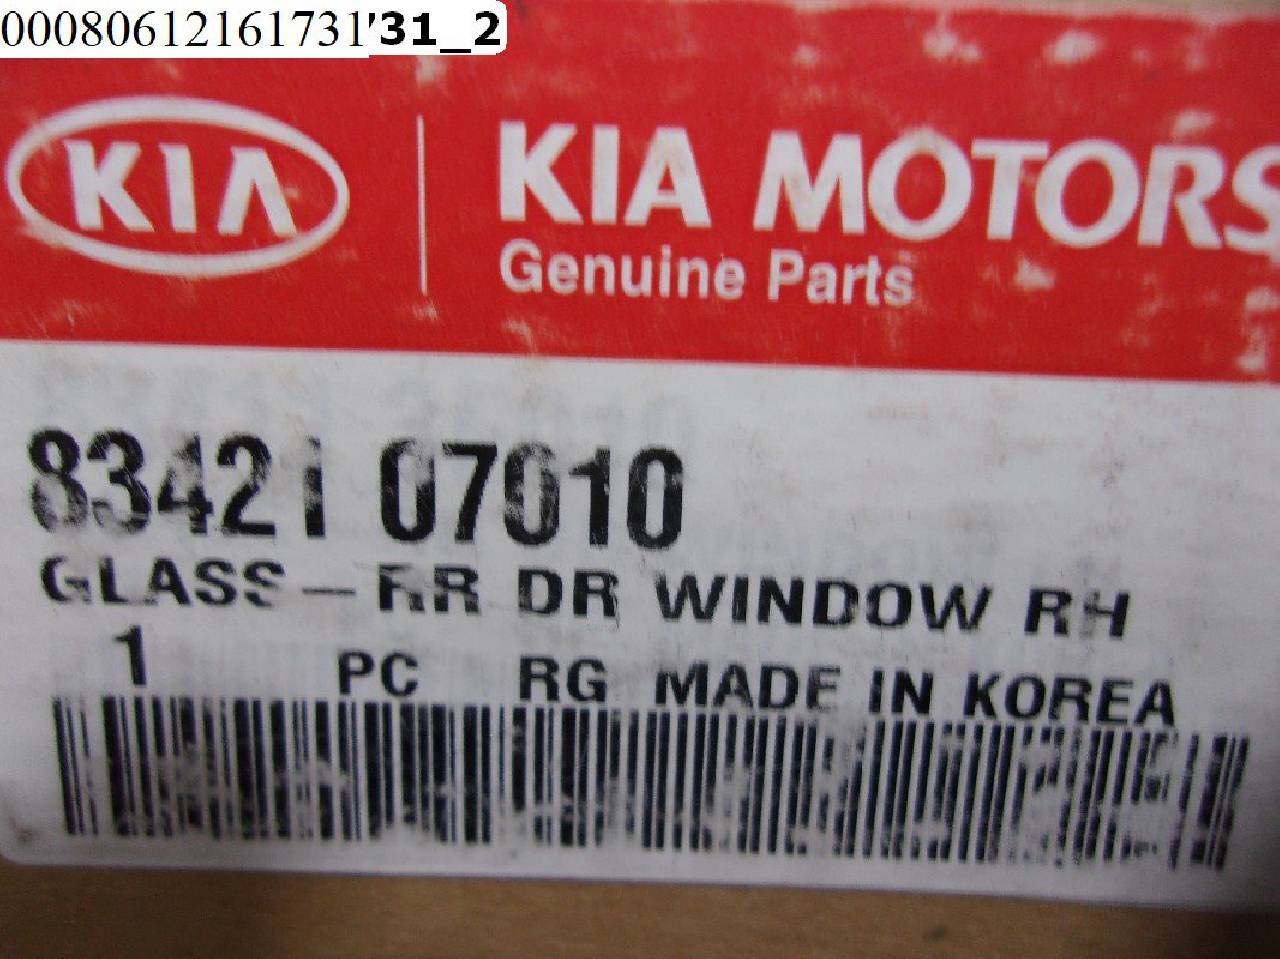 00080612161731'31_2
KIA KIA MOTORS
Genuine Parts
83421 07010
GLASS-RR DR WINDOW RH
1 PC RG MADE IN KOREA